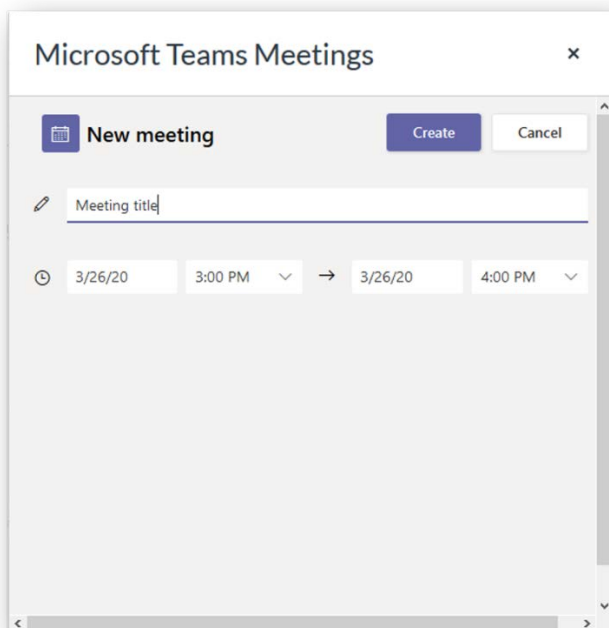 Microsoft Teams Meetings
New meeting
Create
Cancel
Meeting title
3/26/20 3:00 PM → 3/26/20 4:00 PM